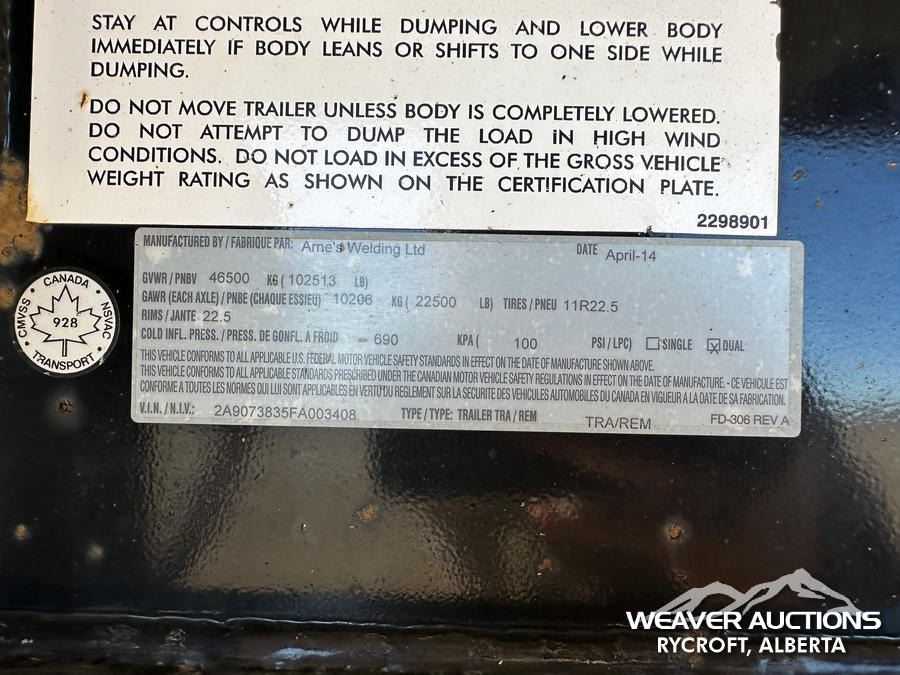 STAY AT CONTROLS WHILE DUMPING AND LOWER BODY
IMMEDIATELY IF BODY LEANS OR SHIFTS TO ONE SIDE WHILE
DUMPING.
DO NOT MOVE TRAILER UNLESS BODY IS COMPLETELY LOWERED.
DO NOT ATTEMPT TO DUMP THE LOAD IN HIGH WIND
CONDITIONS. DO NOT LOAD IN EXCESS OF THE GROSS VEHICLE
WEIGHT RATING AS SHOWN ON THE CERTIFICATION PLATE.
2298901
MANUFACTURED BY / FABRIQUE PAR: Arne's Welding Ltd DATE April-14
GVWR / PNBV 46500 KG ( 102513 LB)
GAWR (EACH AXLE) / PNBE (CHAQUE ESSIEU) 10206 KG ( 22500 LB) TIRES / PNEU 11R22.5
RIMS / JANTE 22.5
COLD INFL. PRESS. / PRESS. DE GONFL. A FROID 690 KPA ( 100 PSI / LPC) SINGLE DUAL
THIS VEHICLE CONFORMS TO ALL APPLICABLE U.S. FEDERAL MOTOR VEHICLE SAFETY STANDARDS IN EFFECT ON THE DATE OF MANUFACTURE SHOWN ABOVE.
THIS VEHICLE CONFORMS TO ALL APPLICABLE STANDARDS PRESCRIBED UNDER THE CANADIAN MOTOR VEHICLE SAFETY REGULATIONS IN EFFECT ON THE DATE OF MANUFACTURE. - CE VEHICULE EST
CONFORME A TOUTES LES NORMES QUI LUI SONT APPLICABLES EN VERTU DU REGLEMENT SUR LA SECURITE DES VEHICULES AUTOMOBILES DU CANADA EN VIGUEUR A LA DATE DE SA FABRICATION.
V.I.N. / N.I.V.: 2A9073835FA003408 TYPE / TYPE: TRAILER TRA / REM TRA/REM FD-306 REV A
CANADA
CMVSS · NSVAC
928
TRANSPORT
WEAVER AUCTIONS
RYCROFT, ALBERTA